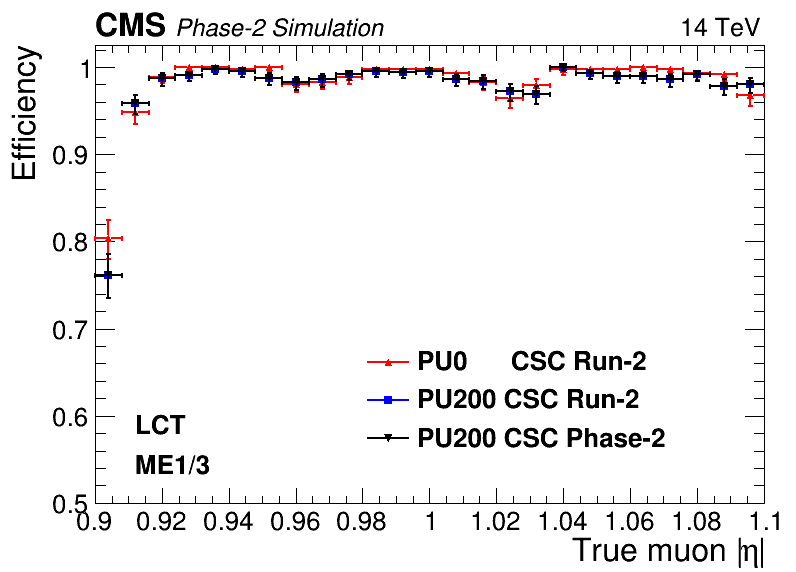 CMS Phase-2 Simulation 14 TeV
Efficiency
1
0.9
0.8
0.7
0.6
0.5
PU0 CSC Run-2
PU200 CSC Run-2
PU200 CSC Phase-2
LCT
ME1/3
0.9 0.92 0.94 0.96 0.98 1 1.02 1.04 1.06 1.08 1.1
True muon |η|